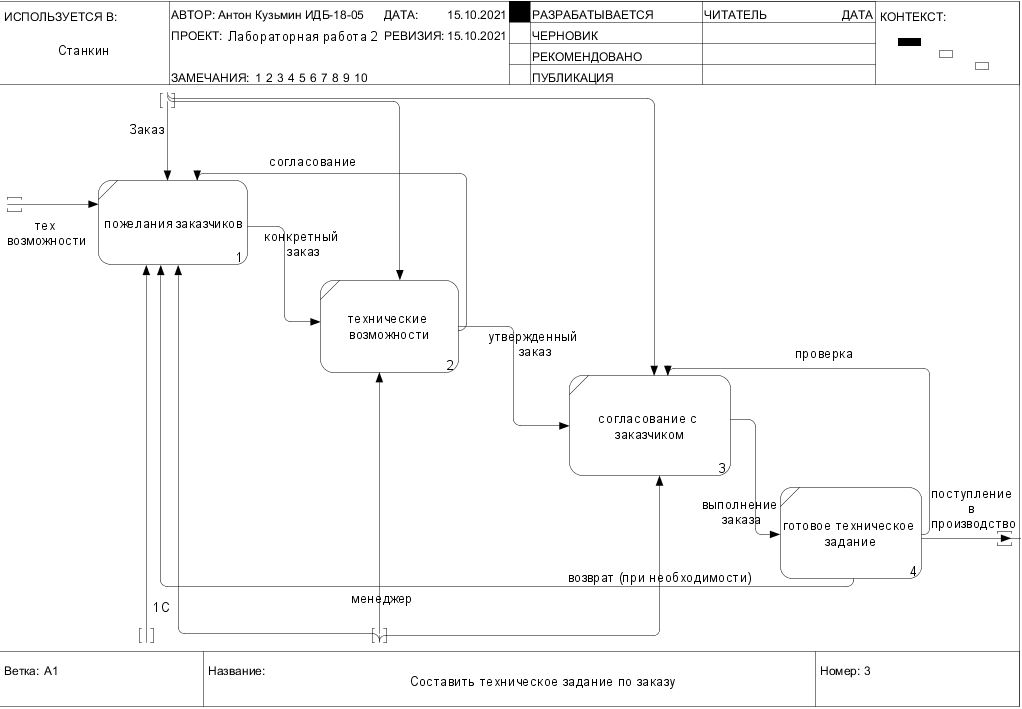 ИСПОЛЬЗУЕТСЯ В:
Станкин
АВТОР: Антон Кузьмин ИДБ-18-05 ДАТА: 15.10.2021
ПРОЕКТ: Лабораторная работа 2 РЕВИЗИЯ: 15.10.2021
ЗАМЕЧАНИЯ: 1 2 3 4 5 6 7 8 9 10
РАЗРАБАТЫВАЕТСЯ
ЧЕРНОВИК
РЕКОМЕНДОВАНО
ПУБЛИКАЦИЯ
ЧИТАТЕЛЬ ДАТА
КОНТЕКСТ:
Заказ
согласование
тех
возможности
пожелания заказчиков
1
конкретный
заказ
технические
возможности
2
утвержденный
заказ
проверка
согласование с
заказчиком
3
выполнение
заказа
поступление
в
производство
готовое техническое
задание
4
возврат (при необходимости)
1С
менеджер
Ветка: А1
Название:
Составить техническое задание по заказу
Номер: 3